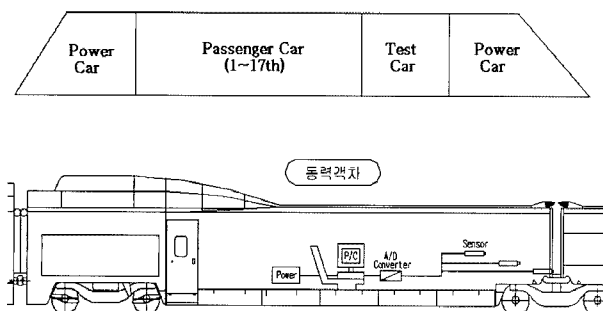 Power
Car
Passenger Car
(1~17th)
Test
Car
Power
Car
동력객차
Power
P/C
A/D
Converter
Sensor